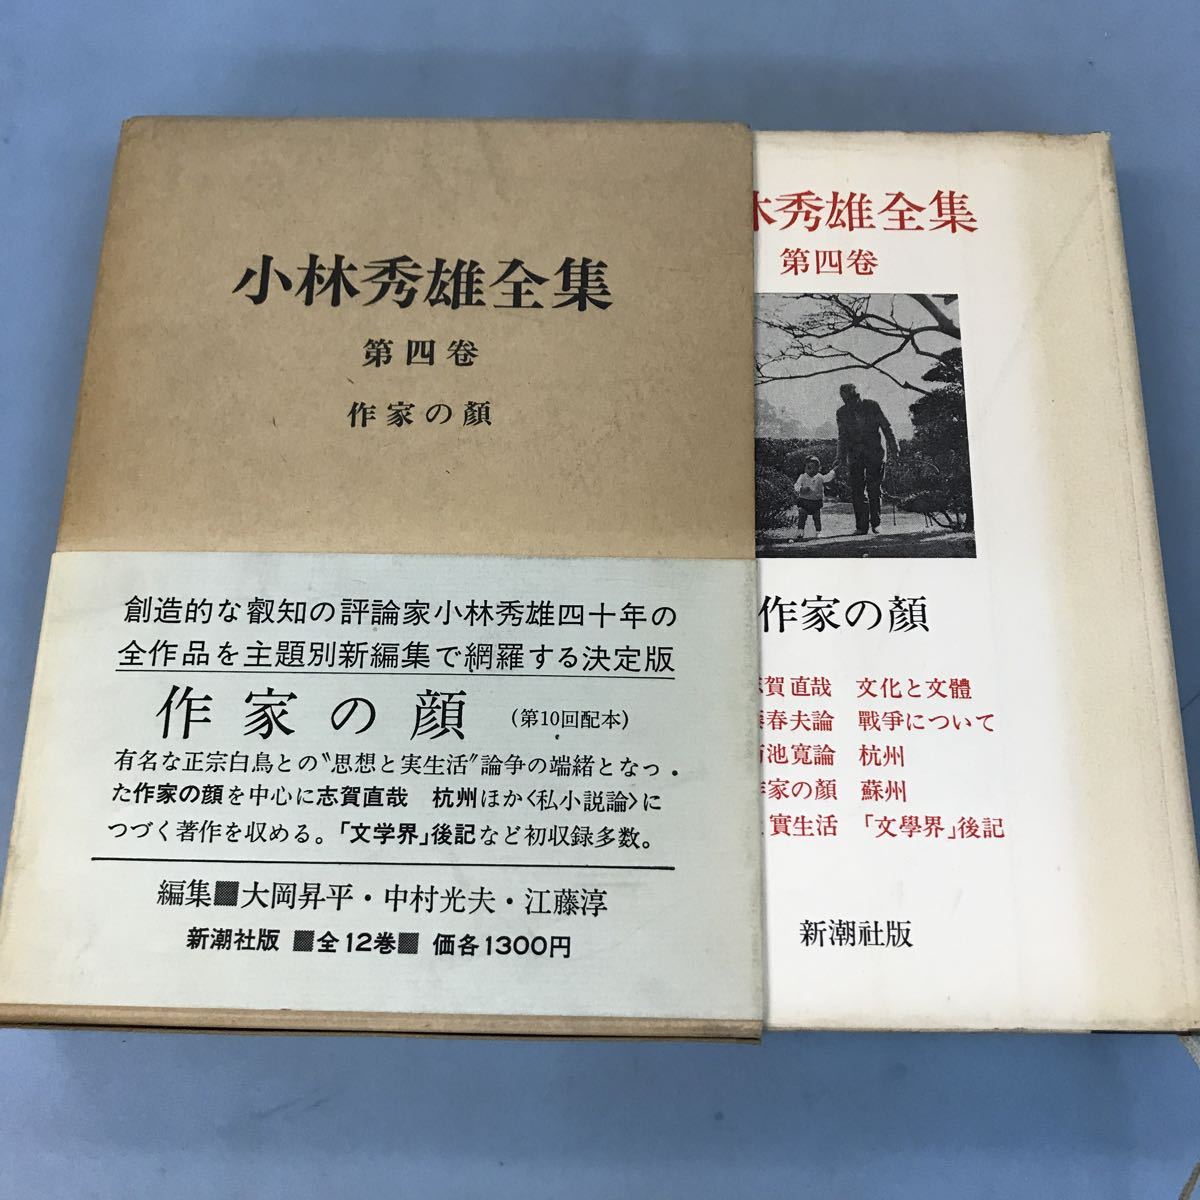 小林秀雄全集
第四卷
作家の顏
創造的な叡知の評論家小林秀雄四十年の
全作品を主題別新編集で網羅する決定版
作家の顔 (第10回配本)
有名な正宗白鳥との〝思想と実生活〟論争の端緒となっ
た作家の顔を中心に志賀直哉 杭州ほか〈私小説論〉に
つづく著作を収める。「文学界」後記など初収録多数。
編集■大岡昇平・中村光夫・江藤淳
新潮社版 ■全12巻■ 価各1300円
林秀雄全集
第四卷
作家の顏
志賀直哉 文化と文體
春夫論 戰爭について
池寛論 杭州
作家の顏 蘇州
實生活 「文學界」後記
新潮社版